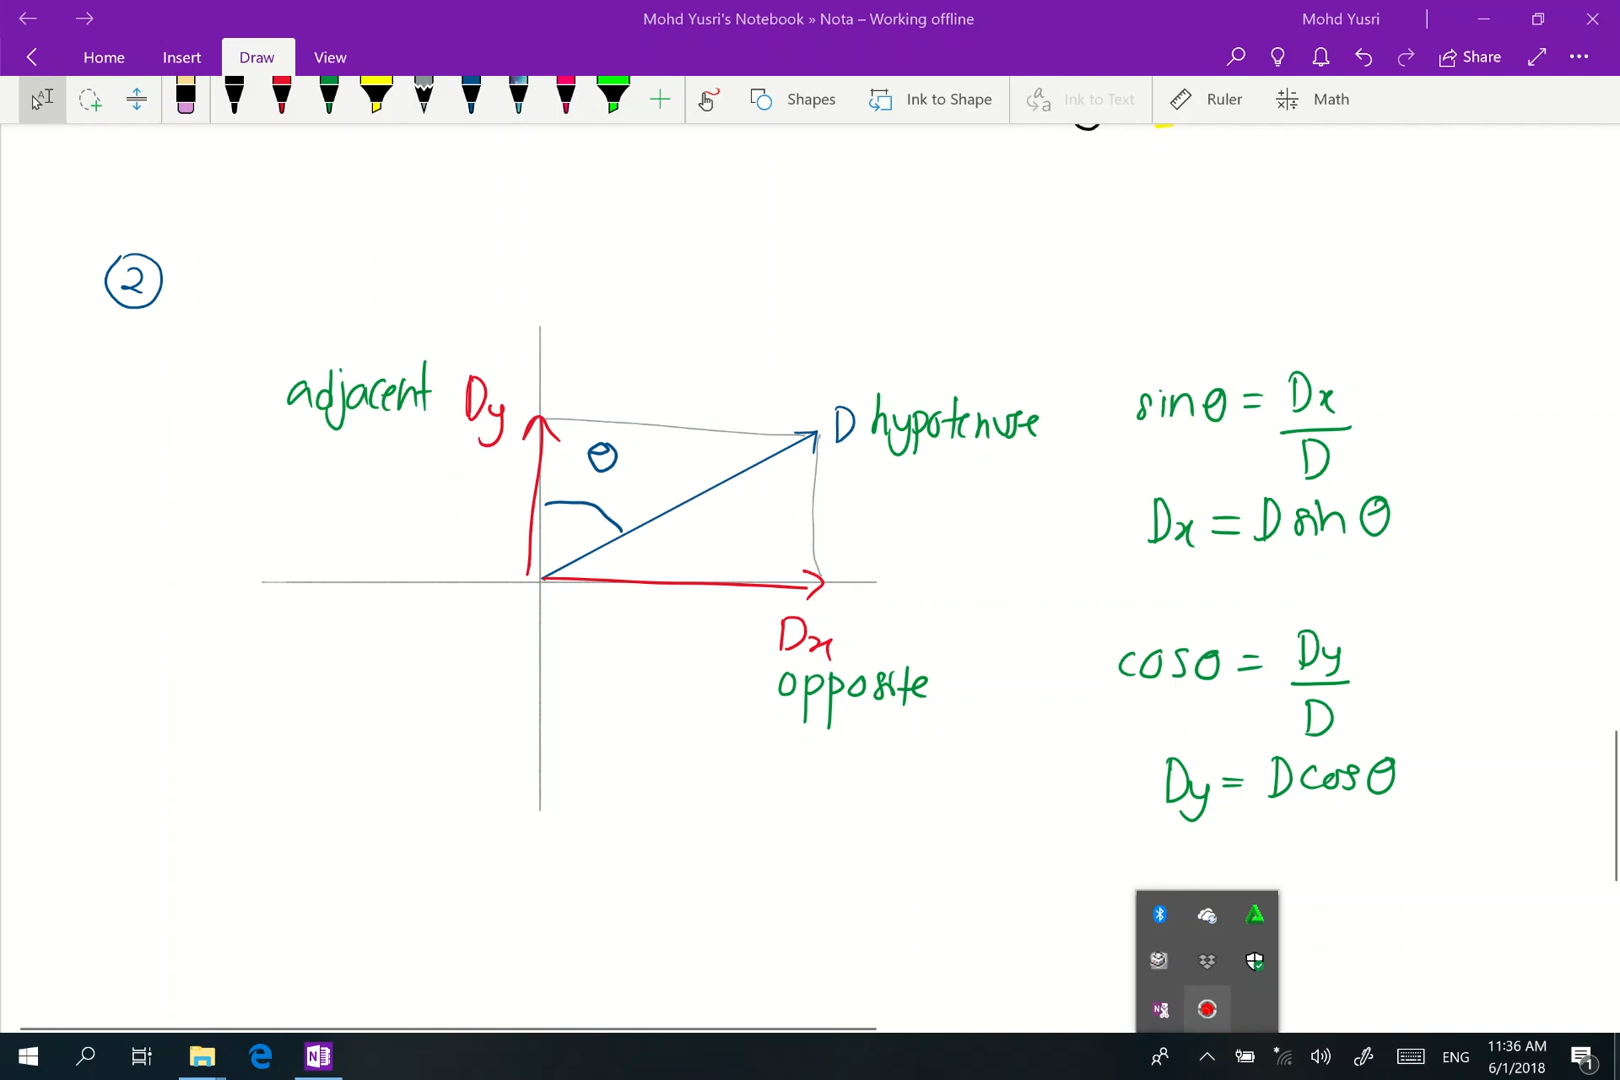 Mohd Yusri's Notebook » Nota – Working offline
Mohd Yusri
Home
Insert
Draw
View
Share
Shapes
Ink to Shape
Ink to Text
Ruler
Math
2
adjacent
Dy
θ
D hypotenuse
Dx
opposite
sinθ = Dx
D
Dx = D sin θ
cosθ = Dy
D
Dy = D cosθ
ENG
11:36 AM
6/1/2018
1